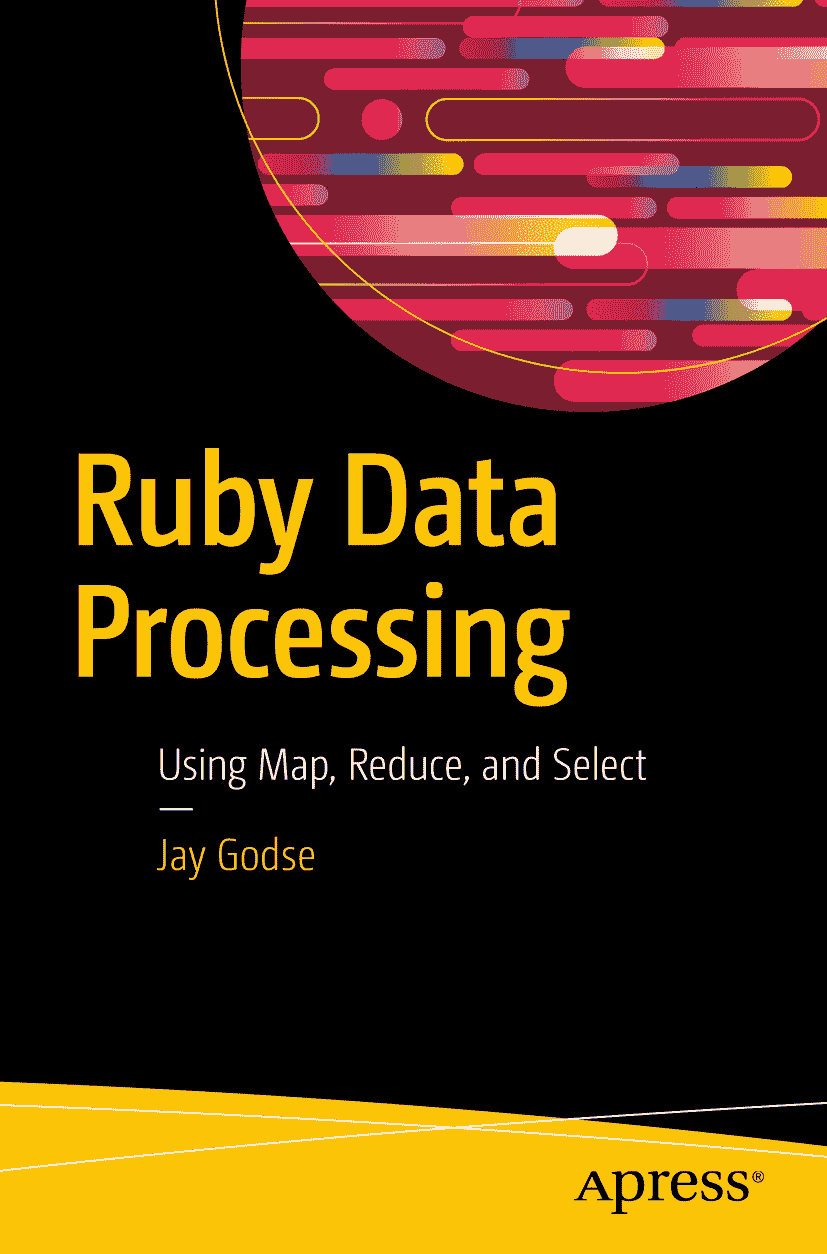 Ruby Data
Processing
Using Map, Reduce, and Select
Jay Godse
Apress®